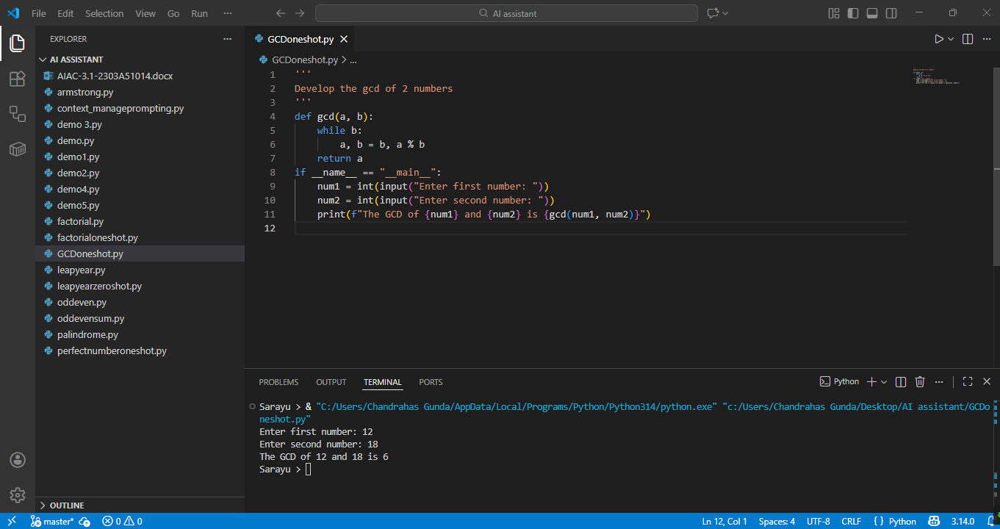 File Edit Selection View Go Run ··· AI assistant
EXPLORER ···
AI ASSISTANT
AIAC-3.1-2303A51014.docx
armstrong.py
context_manageprompting.py
demo 3.py
demo.py
demo1.py
demo2.py
demo4.py
demo5.py
factorial.py
factorialoneshot.py
GCDoneshot.py
leapyear.py
leapyearzeroshot.py
oddeven.py
oddevensum.py
palindrome.py
perfectnumberoneshot.py
OUTLINE
GCDoneshot.py
GCDoneshot.py > ...
1 '''
2 Develop the gcd of 2 numbers
3 '''
4 def gcd(a, b):
5     while b:
6         a, b = b, a % b
7     return a
8 if __name__ == "__main__":
9     num1 = int(input("Enter first number: "))
10     num2 = int(input("Enter second number: "))
11     print(f"The GCD of {num1} and {num2} is {gcd(num1, num2)}")
12
PROBLEMS OUTPUT TERMINAL PORTS Python
Sarayu > & "C:/Users/Chandrahas Gunda/AppData/Local/Programs/Python/Python314/python.exe" "c:/Users/Chandrahas Gunda/Desktop/AI assistant/GCDo
neshot.py"
Enter first number: 12
Enter second number: 18
The GCD of 12 and 18 is 6
Sarayu >
master* 0 0 Ln 12, Col 1 Spaces: 4 UTF-8 CRLF { } Python 3.14.0